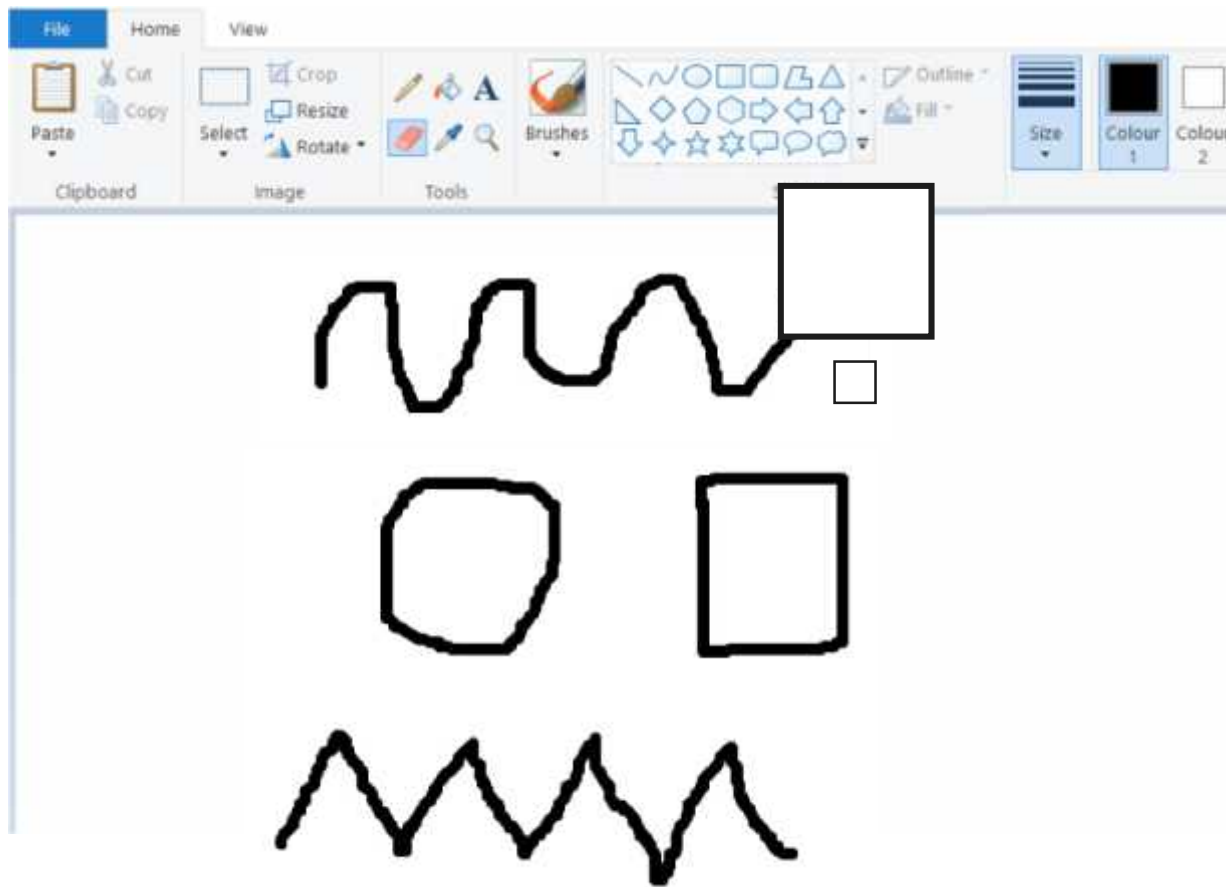 File Home View
Paste
Cut
Copy
Clipboard
Select
Crop
Resize
Rotate
Image
A
Tools
Brushes
Outline
Fill
Size
Colour 1
Colour 2